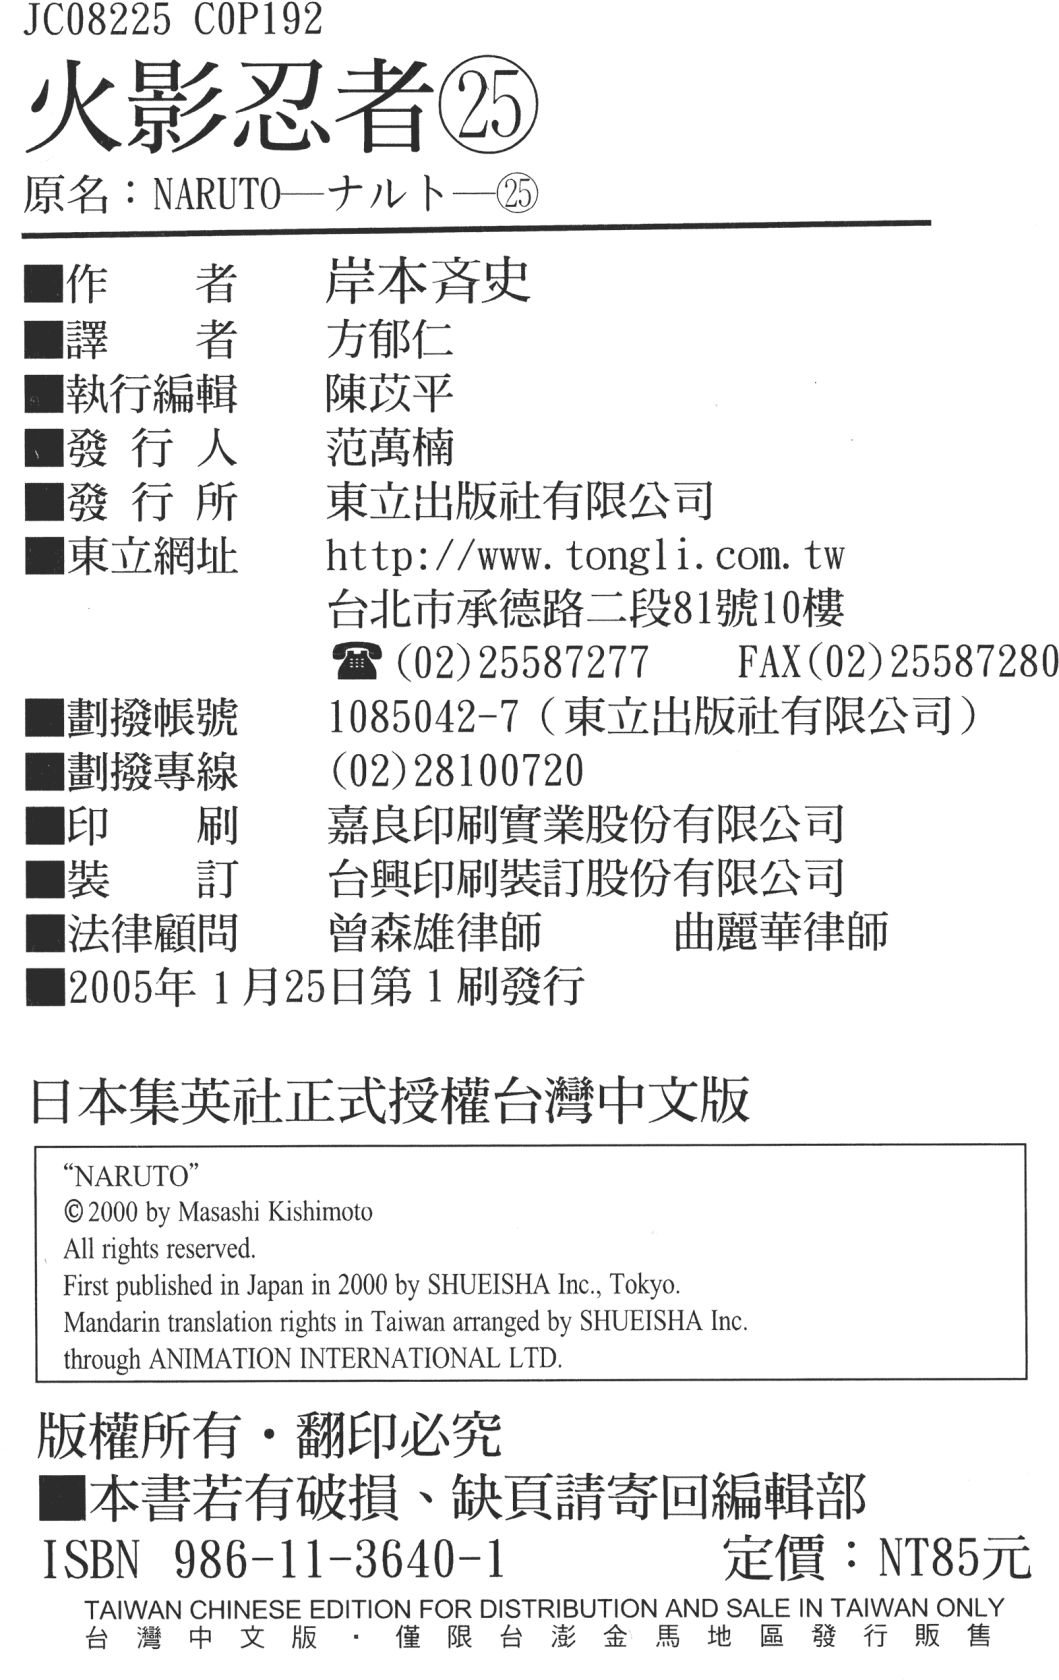 JC08225 C0P192
火影忍者㉕
原名：NARUTO—ナルト—㉕
■作　　者　岸本斉史
■譯　　者　方郁仁
■執行編輯　陳苡平
■發 行 人　范萬楠
■發 行 所　東立出版社有限公司
■東立網址　http://www.tongli.com.tw
台北市承德路二段81號10樓
☎(02)25587277　FAX(02)25587280
■劃撥帳號　1085042-7（東立出版社有限公司）
■劃撥專線　(02)28100720
■印　　刷　嘉良印刷實業股份有限公司
■裝　　訂　台興印刷裝訂股份有限公司
■法律顧問　曾森雄律師　曲麗華律師
■2005年１月25日第１刷發行
日本集英社正式授權台灣中文版
“NARUTO”
©2000 by Masashi Kishimoto
All rights reserved.
First published in Japan in 2000 by SHUEISHA Inc., Tokyo.
Mandarin translation rights in Taiwan arranged by SHUEISHA Inc.
through ANIMATION INTERNATIONAL LTD.
版權所有・翻印必究
■本書若有破損、缺頁請寄回編輯部
ISBN 986-11-3640-1　定價：NT85元
TAIWAN CHINESE EDITION FOR DISTRIBUTION AND SALE IN TAIWAN ONLY
台灣中文版・僅限台澎金馬地區發行販售